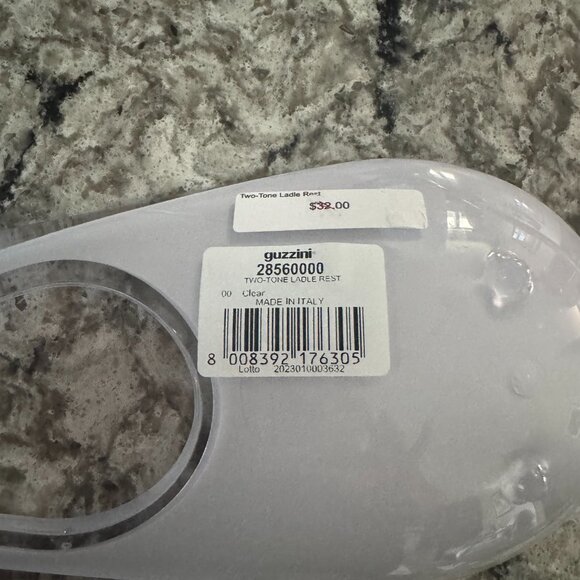 Two-Tone Ladle Rest
$32.00
guzzini
28560000
TWO-TONE LADLE REST
00 Clear
MADE IN ITALY
8 008392 176305
Lotto 2023010003632